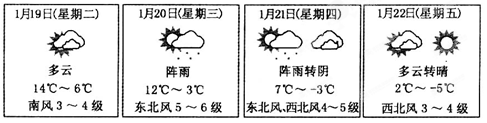 1月19日(星期二)
多云
14℃～6℃
南风3～4级
1月20日(星期三)
阵雨
12℃～3℃
东北风5～6级
1月21日(星期四)
阵雨转阴
7℃～-3℃
东北风、西北风4～5级
1月22日(星期五)
多云转晴
2℃～-5℃
西北风3～4级